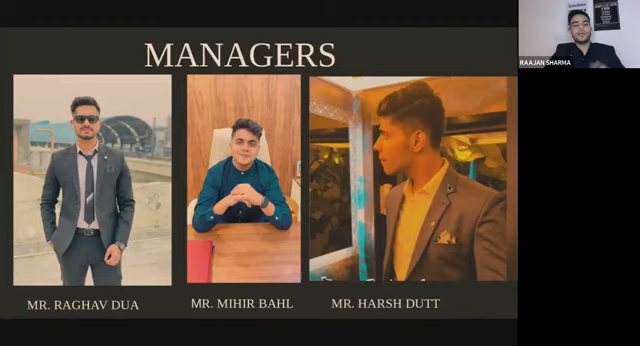 MANAGERS
RAAJAN SHARMA
MR. RAGHAV DUA
MR. MIHIR BAHL
MR. HARSH DUTT